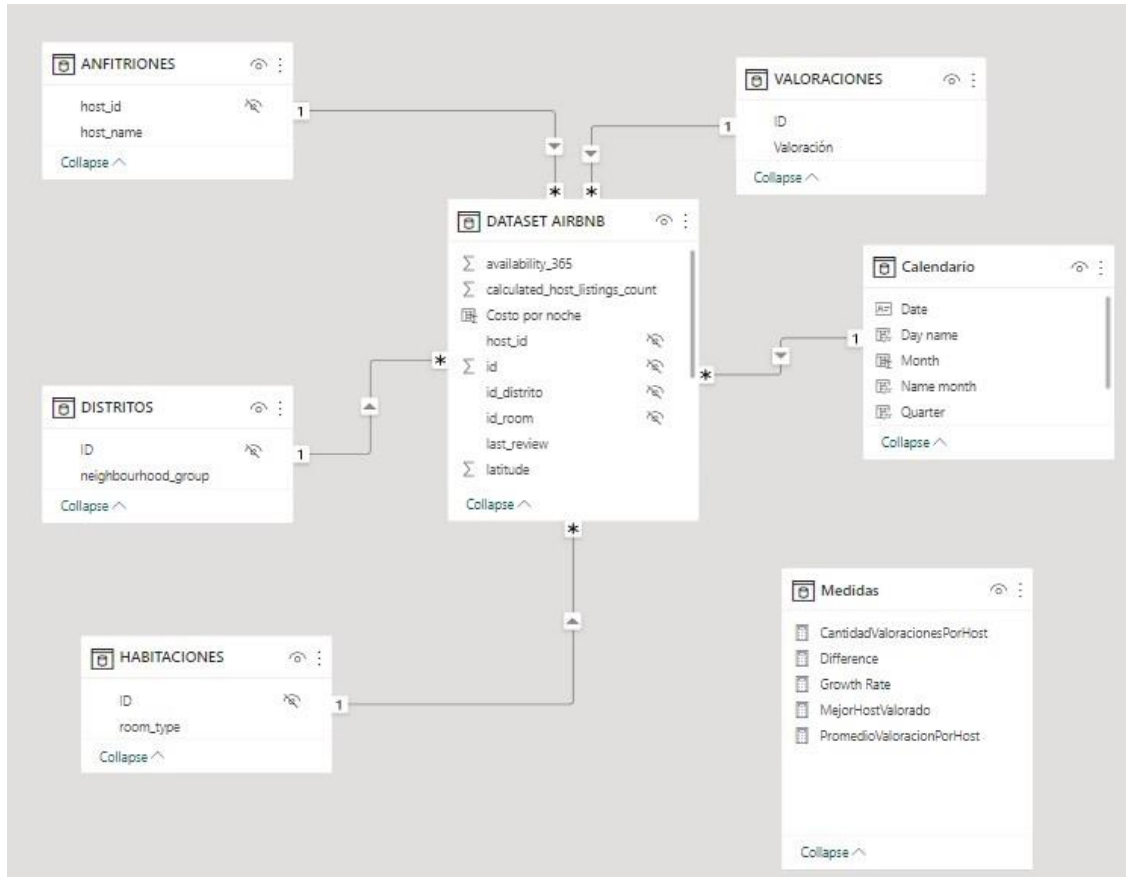 ANFITRIONES
host_id
host_name
Collapse
1
VALORACIONES
ID
Valoración
Collapse
1
*
*
DATASET AIRBNB
availability_365
calculated_host_listings_count
Costo por noche
host_id
id
id_distrito
id_room
last_review
latitude
Collapse
*
*
*
Calendario
Date
Day name
Month
Name month
Quarter
Collapse
1
DISTRITOS
ID
neighbourhood_group
Collapse
1
HABITACIONES
ID
room_type
Collapse
1
Medidas
CantidadValoracionesPorHost
Difference
Growth Rate
MejorHostValorado
PromedioValoracionPorHost
Collapse